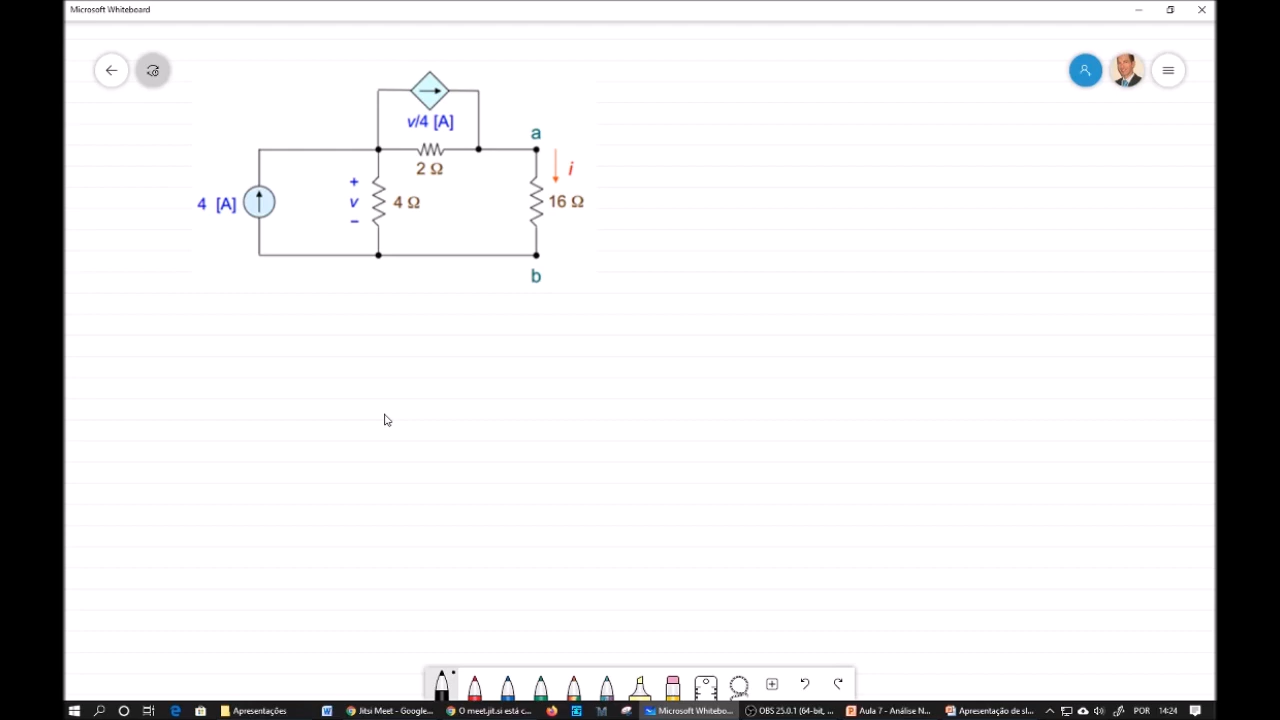 Microsoft Whiteboard
v/4 [A]
a
2 Ω
i
+
v
−
4 [A]
4 Ω
16 Ω
b
Apresentações
Jitsi Meet - Google...
O meet.jit.si está c...
Microsoft Whitebo...
OBS 25.0.1 (64-bit, ...
Aula 7 - Análise N...
Apresentação de sl...
POR
14:24